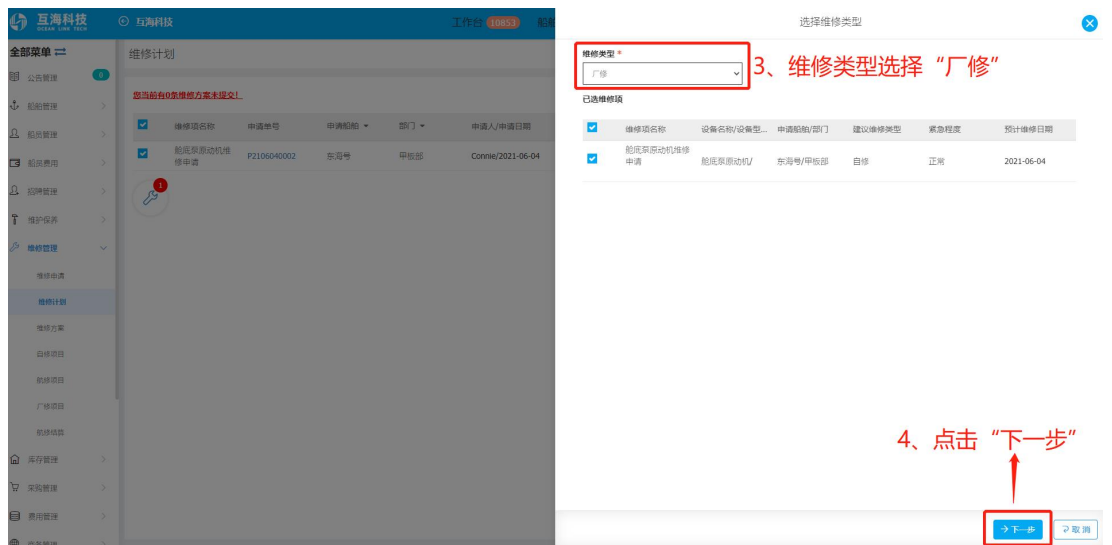 互海科技
OCEAN LINK TECH
互海科技
工作台 10853 船舶
选择维修类型
全部菜单
维修计划
公告管理 6
船舶管理
船员管理
船员费用
招聘管理
维护保养
维修管理
维修申请
维修计划
维修方案
自修项目
航修项目
厂修项目
航修结算
库存管理
采购管理
费用管理
您当前有0条维修方案未提交!
维修项名称 申请单号 申请船舶 部门 申请人/申请日期
舱底泵原动机维修申请 P2106040002 东海号 甲板部 Connie/2021-06-04
1
维修类型 *
厂修
3、维修类型选择“厂修”
已选维修项
维修项名称 设备名称/设备型... 申请船舶/部门 建议维修类型 紧急程度 预计维修日期
舱底泵原动机维修申请 舱底泵原动机/ 东海号/甲板部 自修 正常 2021-06-04
4、点击“下一步”
下一步 取消